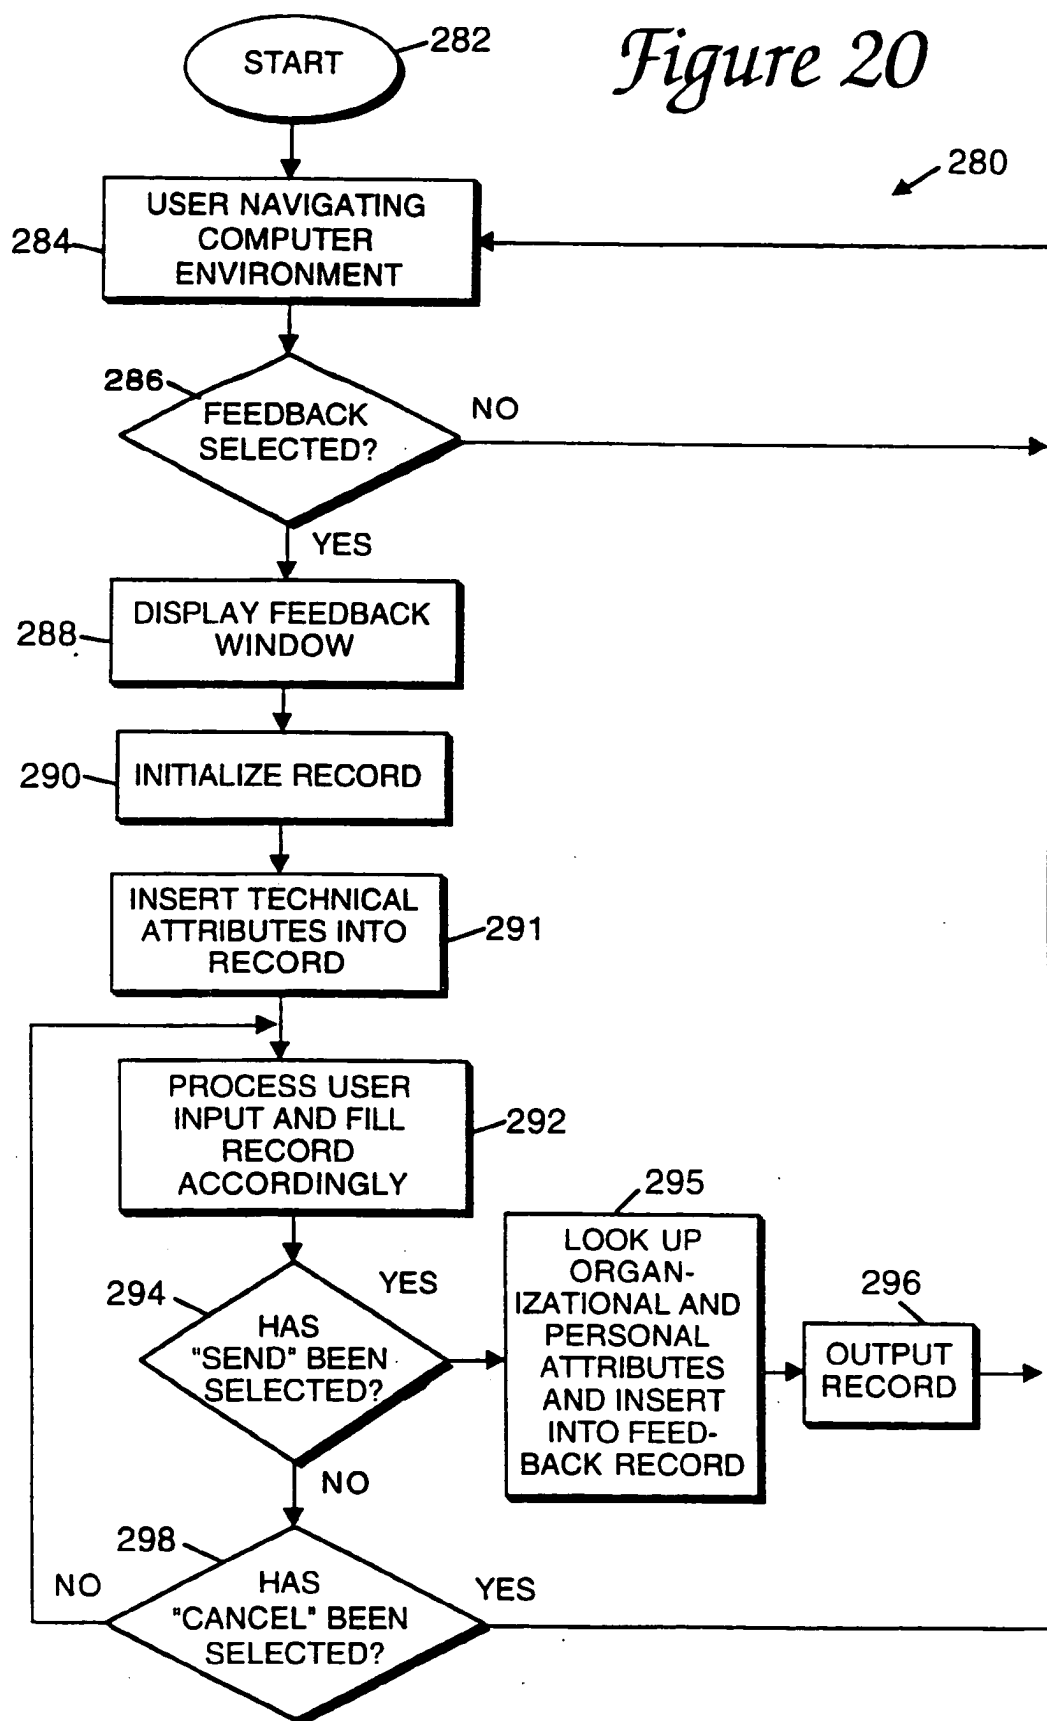 START
282
Figure 20
280
USER NAVIGATING
COMPUTER
ENVIRONMENT
284
286
FEEDBACK
SELECTED?
NO
YES
DISPLAY FEEDBACK
WINDOW
288
INITIALIZE RECORD
290
INSERT TECHNICAL
ATTRIBUTES INTO
RECORD
291
PROCESS USER
INPUT AND FILL
RECORD
ACCORDINGLY
292
294
HAS
"SEND" BEEN
SELECTED?
YES
NO
295
LOOK UP
ORGAN-
IZATIONAL AND
PERSONAL
ATTRIBUTES
AND INSERT
INTO FEED-
BACK RECORD
296
OUTPUT
RECORD
298
HAS
"CANCEL" BEEN
SELECTED?
NO
YES